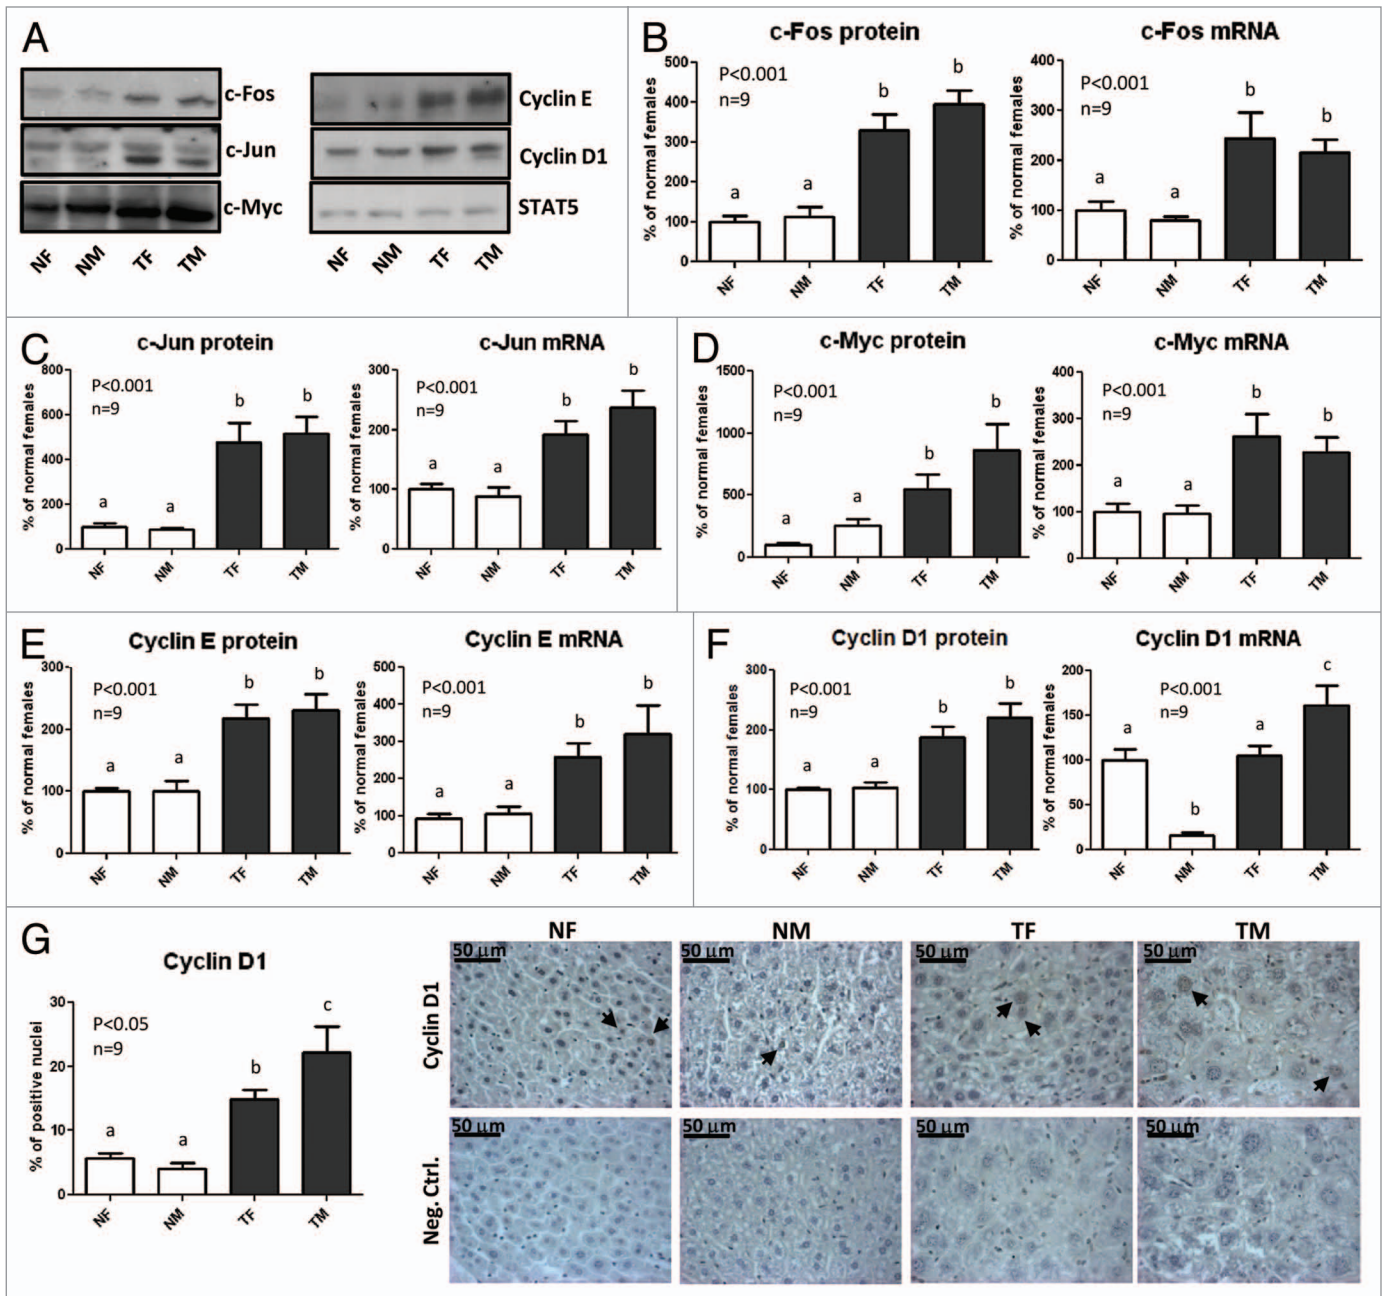 A
c-Fos
c-Jun
c-Myc
NF NM TF TM
Cyclin E
Cyclin D1
STAT5
NF NM TF TM
B
c-Fos protein
% of normal females
500
400
300
200
100
0
P<0.001
n=9
a a b b
NF NM TF TM
c-Fos mRNA
% of normal females
400
300
200
100
0
P<0.001
n=9
a a b b
NF NM TF TM
C
c-Jun protein
% of normal females
800
600
400
200
0
P<0.001
n=9
a a b b
NF NM TF TM
c-Jun mRNA
% of normal females
300
200
100
0
P<0.001
n=9
a a b b
NF NM TF TM
D
c-Myc protein
% of normal females
1500
1000
500
0
P<0.001
n=9
a a b b
NF NM TF TM
c-Myc mRNA
% of normal females
400
300
200
100
0
P<0.001
n=9
a a b b
NF NM TF TM
E
Cyclin E protein
% of normal females
300
200
100
0
P<0.001
n=9
a a b b
NF NM TF TM
Cyclin E mRNA
% of normal females
500
400
300
200
100
0
P<0.001
n=9
a a b b
NF NM TF TM
F
Cyclin D1 protein
% of normal females
300
200
100
0
P<0.001
n=9
a a b b
NF NM TF TM
Cyclin D1 mRNA
% of normal females
200
150
100
50
0
P<0.001
n=9
a b a c
NF NM TF TM
G
Cyclin D1
% of positive nuclei
30
20
10
0
P<0.05
n=9
a a b c
NF NM TF TM
NF NM TF TM
Cyclin D1
50 µm 50 µm 50 µm 50 µm
Neg. Ctrl.
50 µm 50 µm 50 µm 50 µm